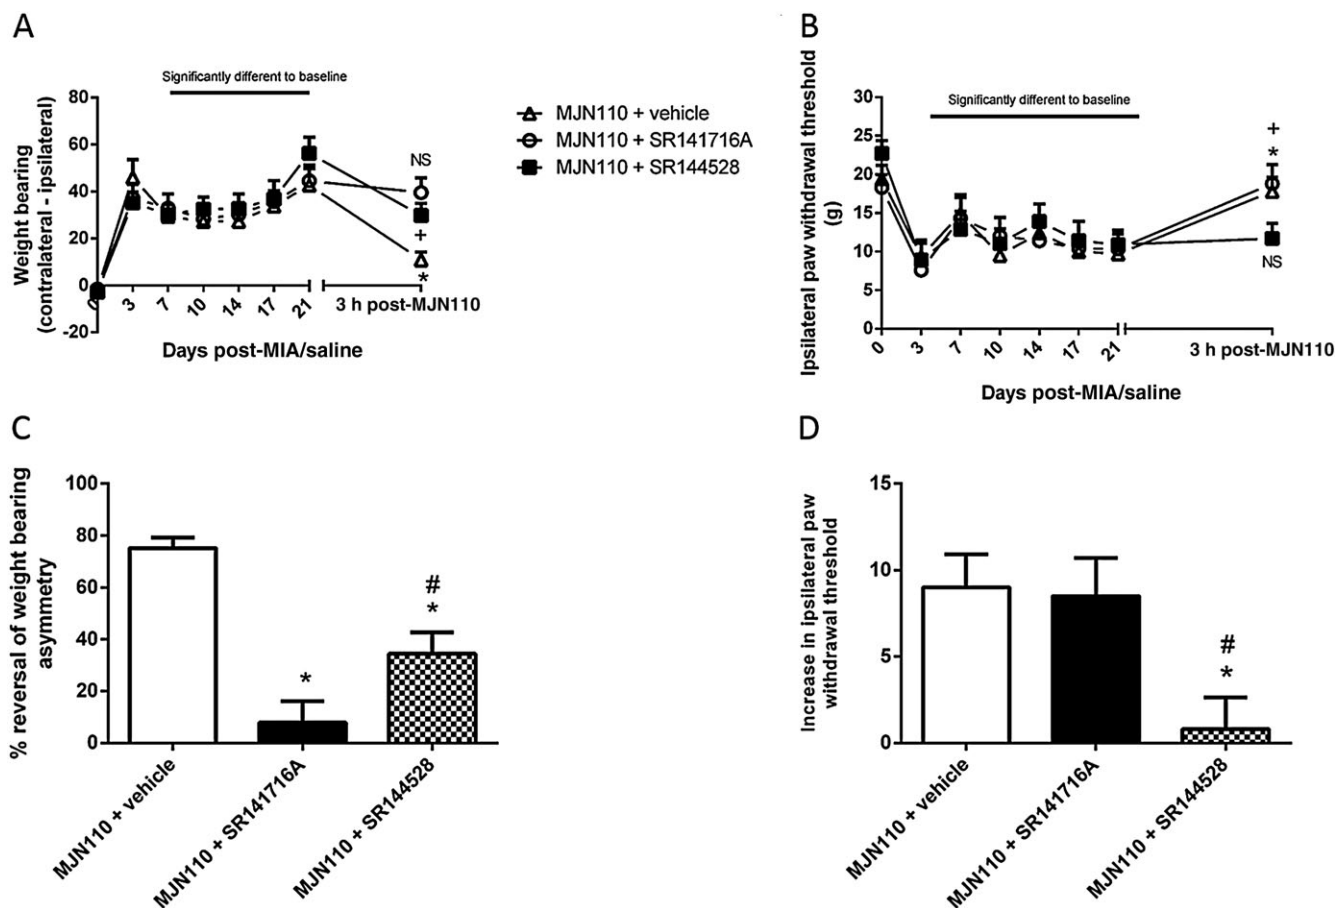 A
Significantly different to baseline
Weight bearing
(contralateral - ipsilateral)
80
60
40
20
0
-20
0
3
7
10
14
17
21
NS
+
*
3 h post-MJN110
Days post-MIA/saline
MJN110 + vehicle
MJN110 + SR141716A
MJN110 + SR144528
B
Significantly different to baseline
Ipsilateral paw withdrawal threshold
(g)
30
25
20
15
10
5
0
0
3
7
10
14
17
21
+
*
NS
3 h post-MJN110
Days post-MIA/saline
C
% reversal of weight bearing
asymmetry
100
80
60
40
20
0
*
#
*
MJN110 + vehicle
MJN110 + SR141716A
MJN110 + SR144528
D
Increase in ipsilateral paw
withdrawal threshold
15
10
5
0
#
*
MJN110 + vehicle
MJN110 + SR141716A
MJN110 + SR144528